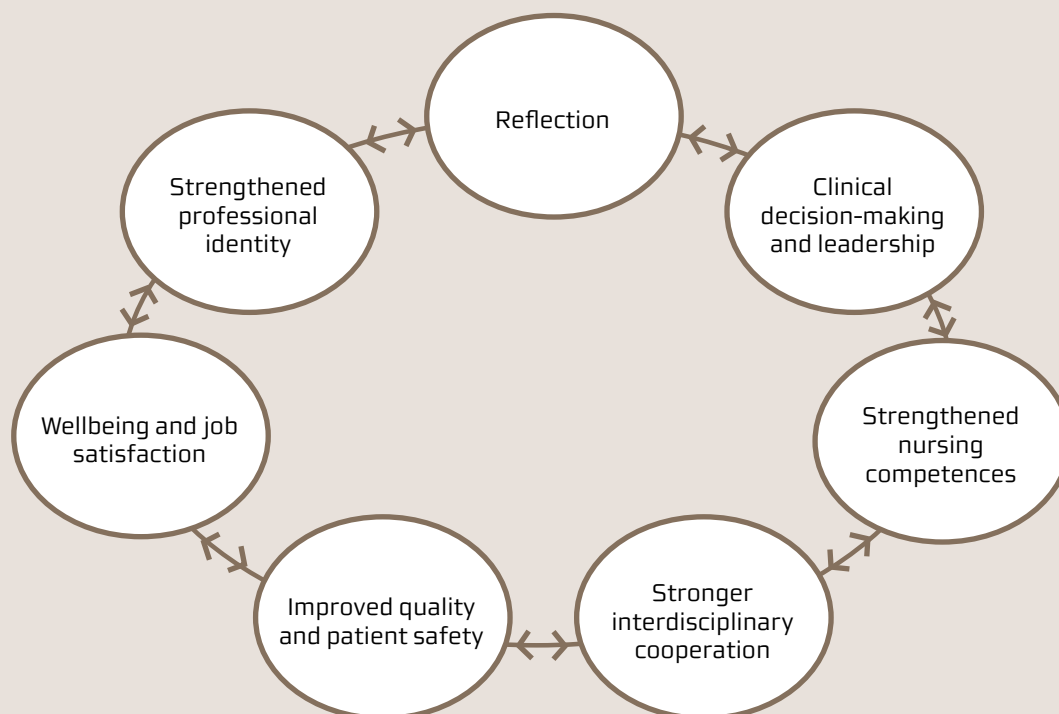 Reflection
Clinical
decision-making
and leadership
Strengthened
nursing
competences
Stronger
interdisciplinary
cooperation
Improved quality
and patient safety
Wellbeing and job
satisfaction
Strengthened
professional
identity